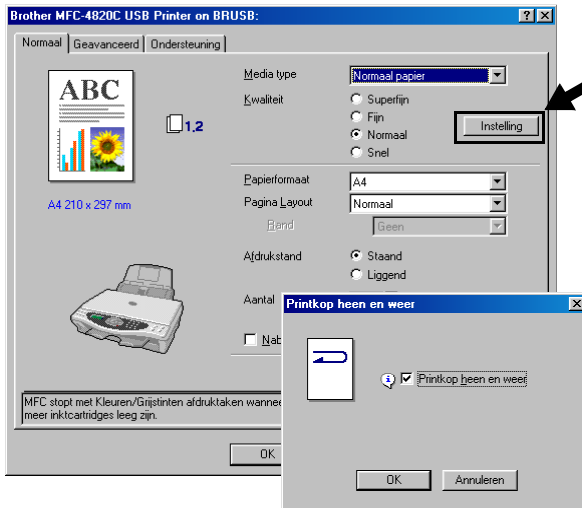 Brother MFC-4820C USB Printer on BRUSB:
Normaal Geavanceerd Ondersteuning
ABC
1.2
A4 210 x 297 mm
Media type Normaal papier
Kwaliteit
Superfijn
Fijn
Normaal
Snel
Instelling
Papierformaat A4
Pagina Layout Normaal
Rand Geen
Afdrukstand
Staand
Liggend
Aantal
MFC stopt met Kleuren/Grijstinten afdruktaken wannee
meer inktcartridges leeg zijn.
OK
Printkop heen en weer
Printkop heen en weer
OK Annuleren